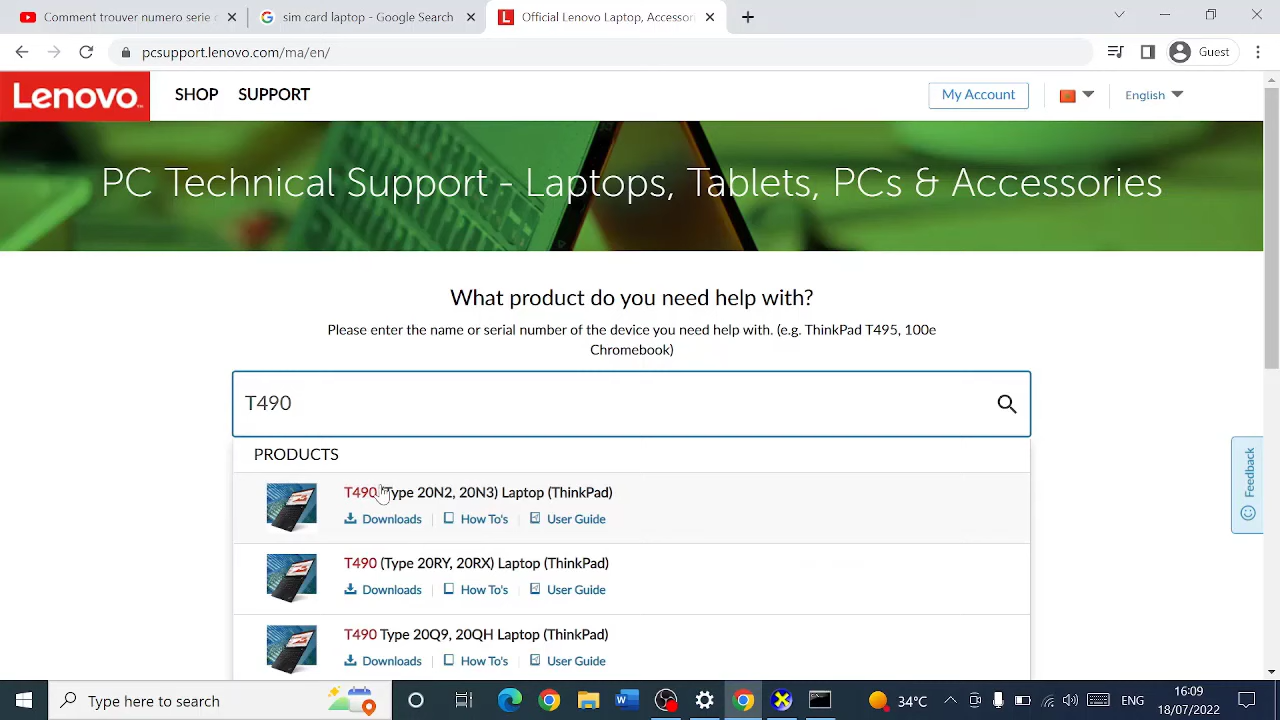 Comment trouver numero serie d
sim card laptop - Google Search
Official Lenovo Laptop, Accessori
pcsupport.lenovo.com/ma/en/
Guest
Lenovo
SHOP SUPPORT
My Account
English
PC Technical Support - Laptops, Tablets, PCs & Accessories
What product do you need help with?
Please enter the name or serial number of the device you need help with. (e.g. ThinkPad T495, 100e
Chromebook)
T490
PRODUCTS
T490 (Type 20N2, 20N3) Laptop (ThinkPad)
Downloads How To's User Guide
T490 (Type 20RY, 20RX) Laptop (ThinkPad)
Downloads How To's User Guide
T490 Type 20Q9, 20QH Laptop (ThinkPad)
Downloads How To's User Guide
Feedback
Type here to search
34°C
ENG
16:09
18/07/2022